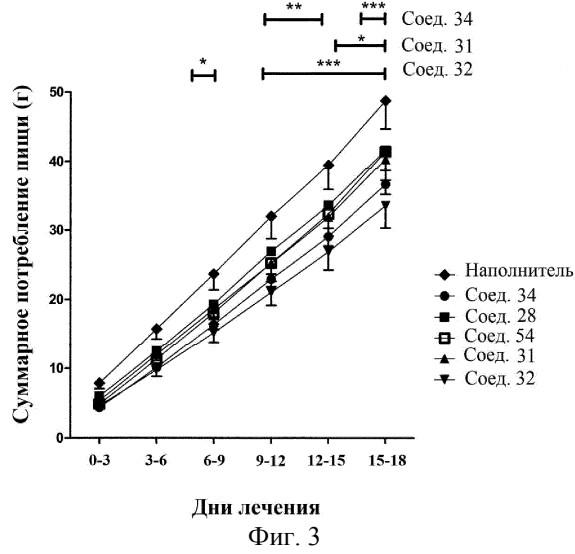 ** *** Соед. 34
* Соед. 31
* *** Соед. 32
Суммарное потребление пищи (г)
50
40
30
20
10
0
0-3 3-6 6-9 9-12 12-15 15-18
Дни лечения
Наполнитель
Соед. 34
Соед. 28
Соед. 54
Соед. 31
Соед. 32
Фиг. 3